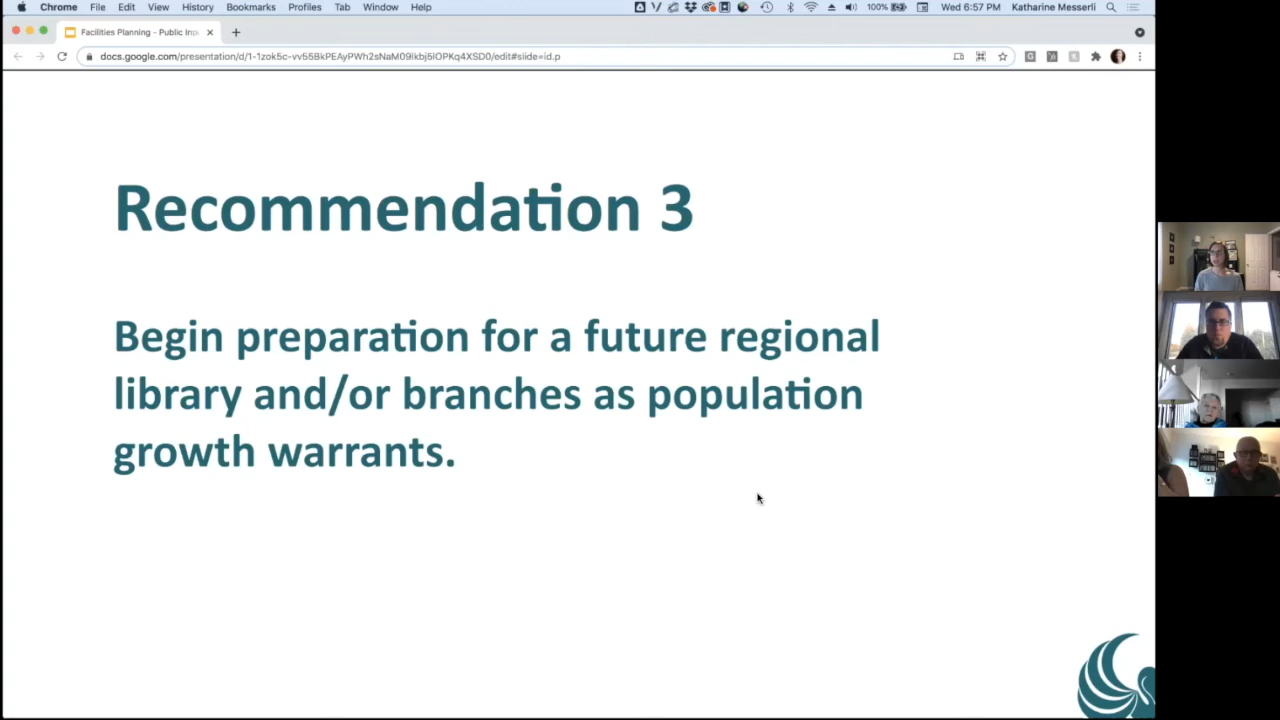 Chrome File Edit View History Bookmarks Profiles Tab Window Help 100% Wed 6:57 PM Katharine Messerli
Facilities Planning - Public Inp
Recommendation 3
Begin preparation for a future regional
library and/or branches as population
growth warrants.